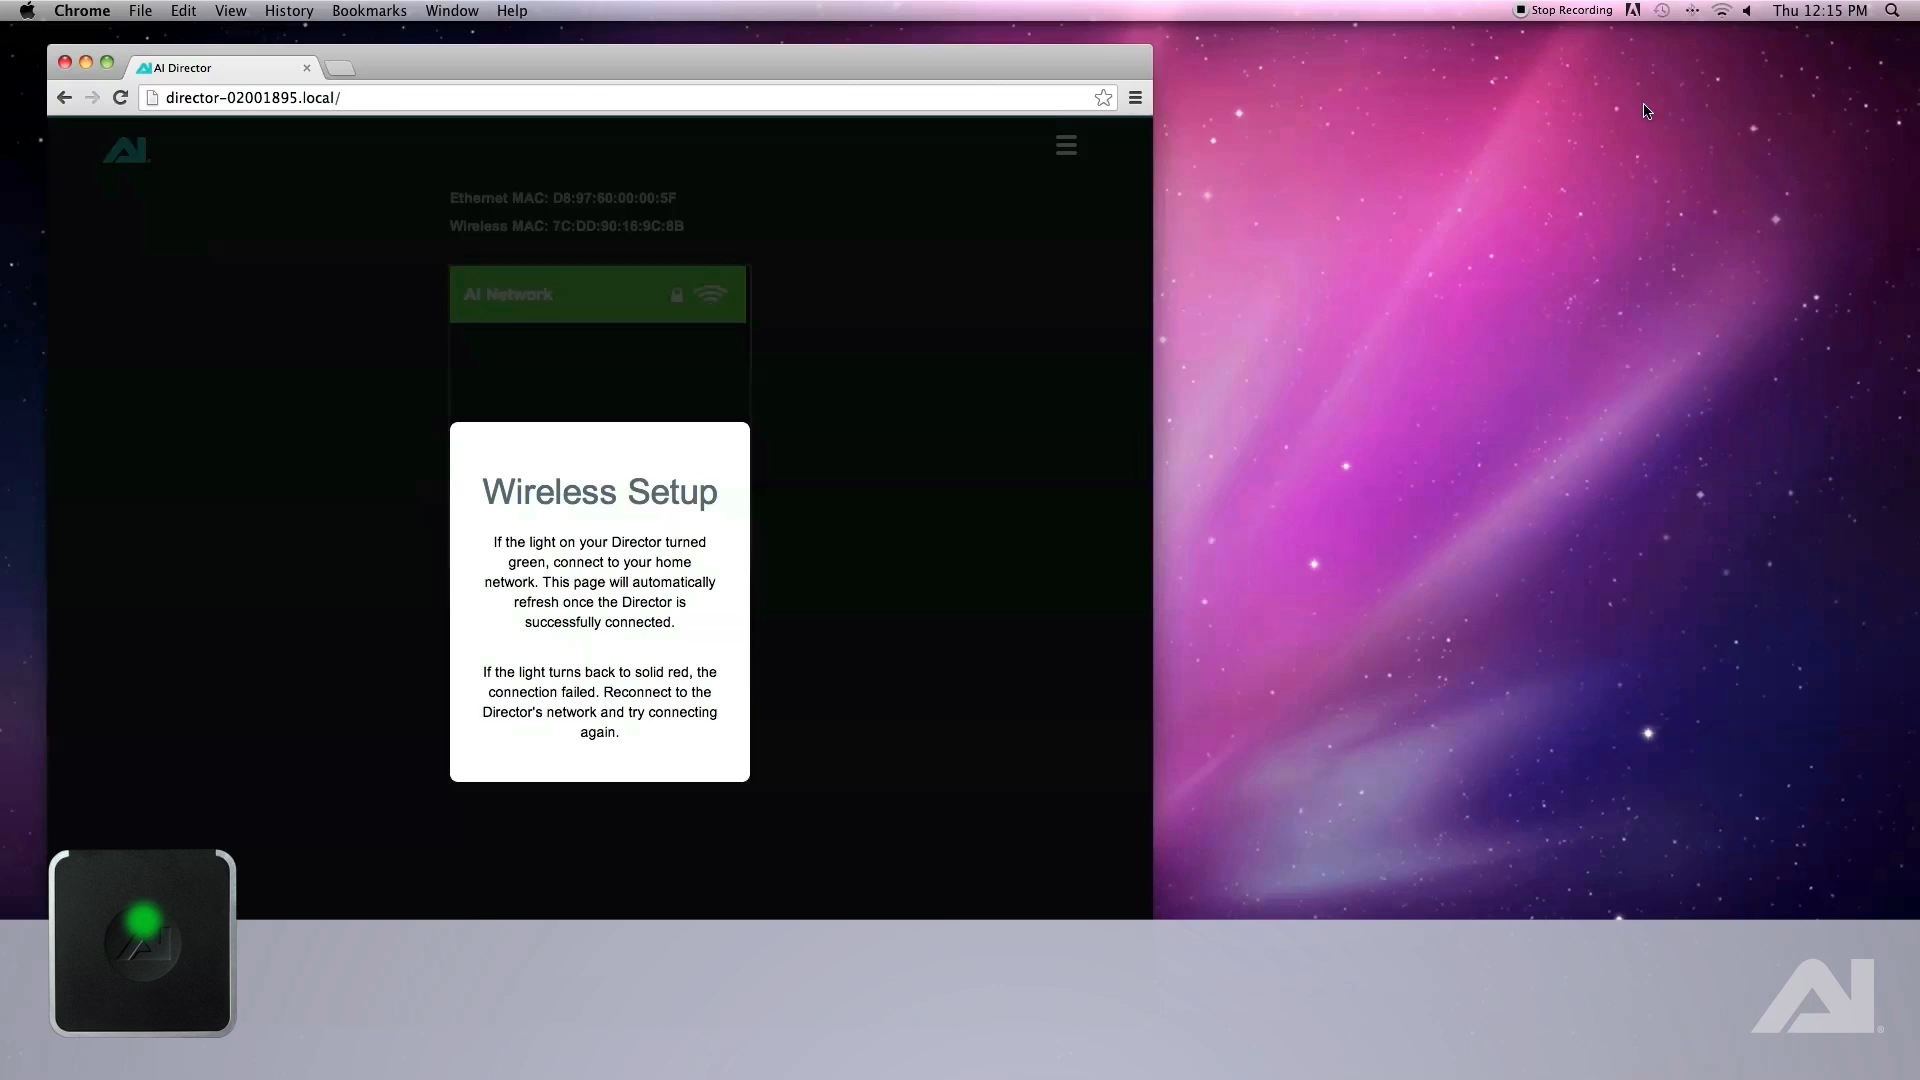 Chrome File Edit View History Bookmarks Window Help
Stop Recording Thu 12:15 PM
AI Director
director-02001895.local/
AI
Ethernet MAC: D8:97:60:00:00:5F
Wireless MAC: 7C:DD:90:16:9C:8B
AI Network
Wireless Setup
If the light on your Director turned
green, connect to your home
network. This page will automatically
refresh once the Director is
successfully connected.
If the light turns back to solid red, the
connection failed. Reconnect to the
Director's network and try connecting
again.
AI
AI®